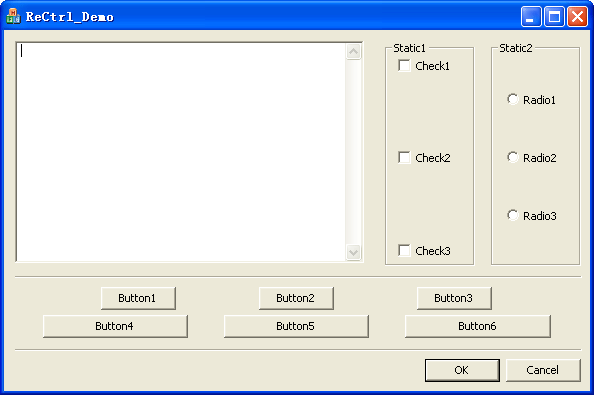 ReCtrl_Demo
Static1
Static2
Check1
Radio1
Check2
Radio2
Radio3
Check3
Button1
Button2
Button3
Button4
Button5
Button6
OK
Cancel